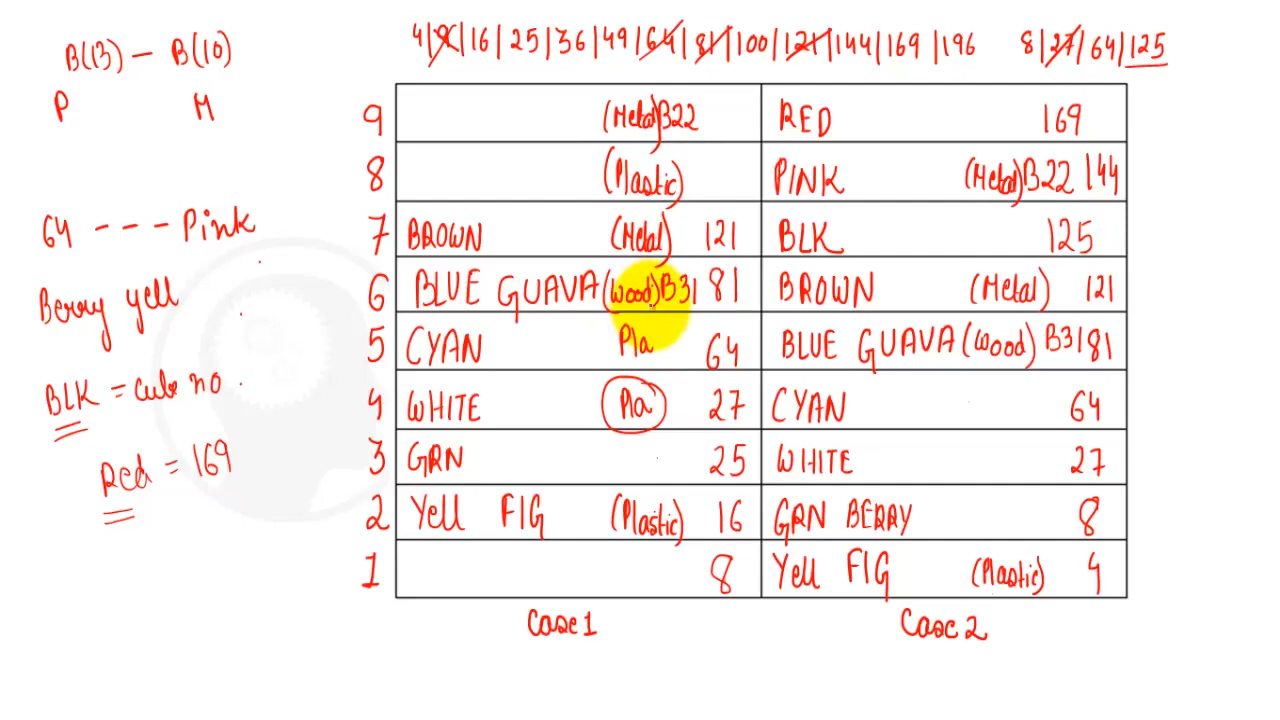 4|9|16|25|36|49|64|81|100|121|144|169|196 8|27|64|125
B(13) - B(10)
P M
64 --- Pink
Berry yell
BLK = cube no
Red = 169
9 (Metal)B22 RED 169
8 (Plastic) PINK (Metal)B22 144
7 BROWN (Metal) 121 BLK 125
6 BLUE GUAVA (Wood)B31 81 BROWN (Metal) 121
5 CYAN Pla 64 BLUE GUAVA (Wood) B31 81
4 WHITE Pla 27 CYAN 64
3 GRN 25 WHITE 27
2 Yell FIG (Plastic) 16 GRN BERRY 8
1 8 Yell FIG (Plastic) 4
Case 1 Case 2